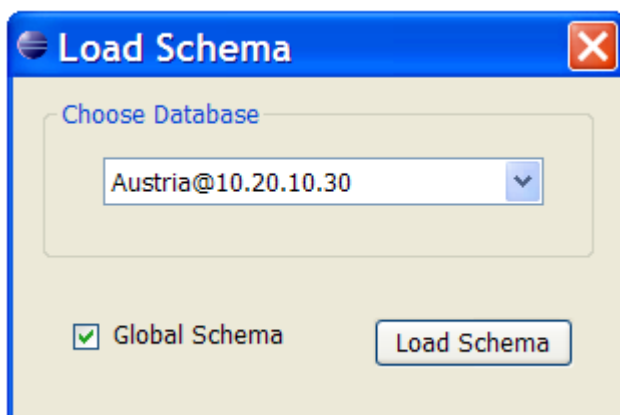 Load Schema
Choose Database
Austria@10.20.10.30
Global Schema
Load Schema